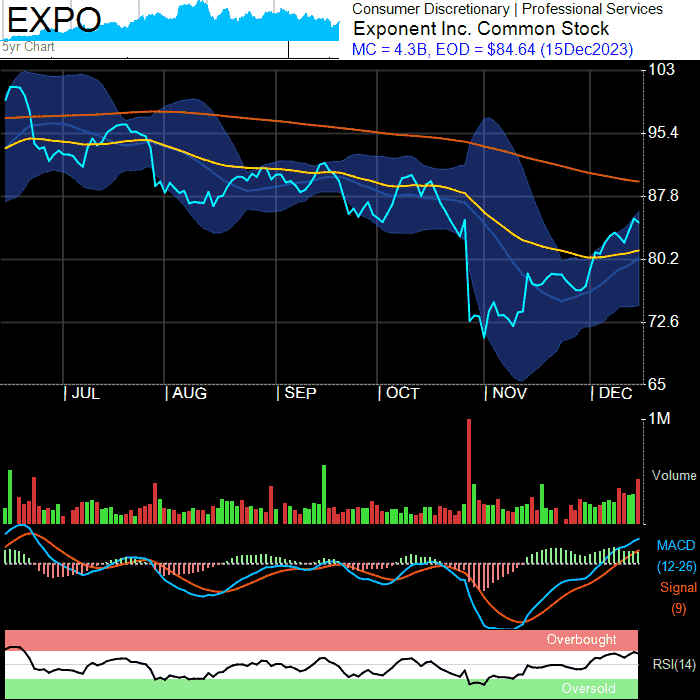 EXPO
5yr Chart
Consumer Discretionary | Professional Services
Exponent Inc. Common Stock
MC = 4.3B, EOD = $84.64 (15Dec2023)
103
95.4
87.8
80.2
72.6
65
| JUL
| AUG
| SEP
| OCT
| NOV
| DEC
1M
Volume
MACD
(12-26)
Signal
(9)
Overbought
RSI(14)
Oversold